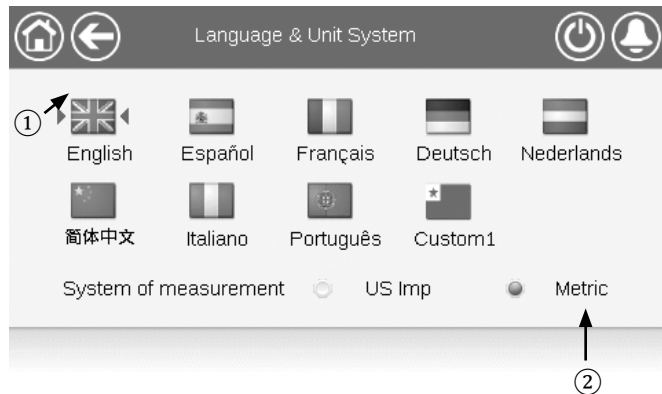 Language & Unit System
①
English Español Français Deutsch Nederlands
简体中文 Italiano Português Custom1
System of measurement US Imp Metric
②